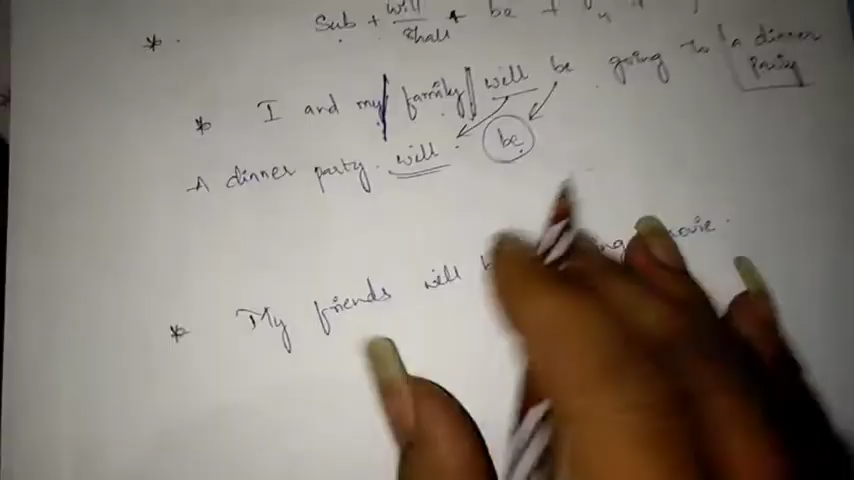 Sub + will + be +
shall
* I and my family will be going to a dinner
party
A dinner party will be
* My friends will movie.